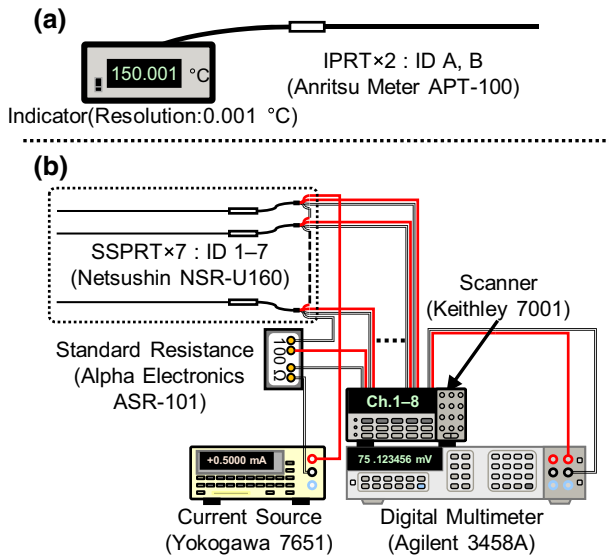 (a)
150.001 °C
IPRT×2 : ID A, B
(Anritsu Meter APT-100)
Indicator(Resolution:0.001 °C)
(b)
SSPRT×7 : ID 1–7
(Netsushin NSR-U160)
Scanner
(Keithley 7001)
Standard Resistance
(Alpha Electronics
ASR-101)
100 Ω
Ch.1–8
+0.5000 mA
75 .123456 mV
Current Source
(Yokogawa 7651)
Digital Multimeter
(Agilent 3458A)